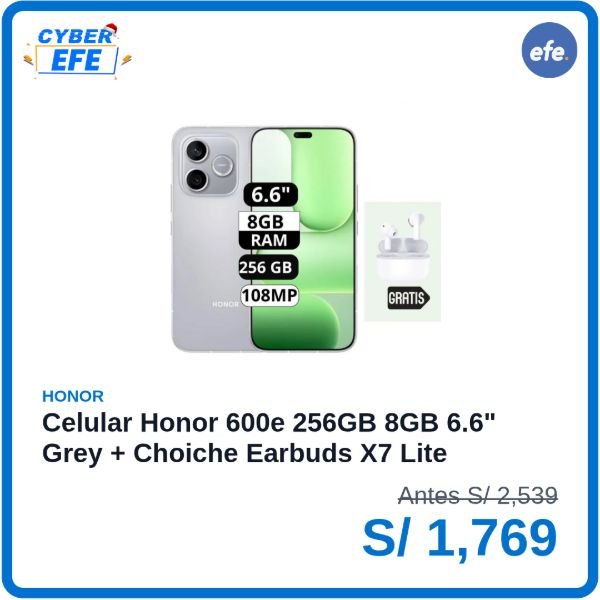 CYBER
EFE
efe.
6.6"
8GB
RAM
256 GB
108MP
HONOR
GRATIS
HONOR
Celular Honor 600e 256GB 8GB 6.6"
Grey + Choiche Earbuds X7 Lite
Antes S/ 2,539
S/ 1,769